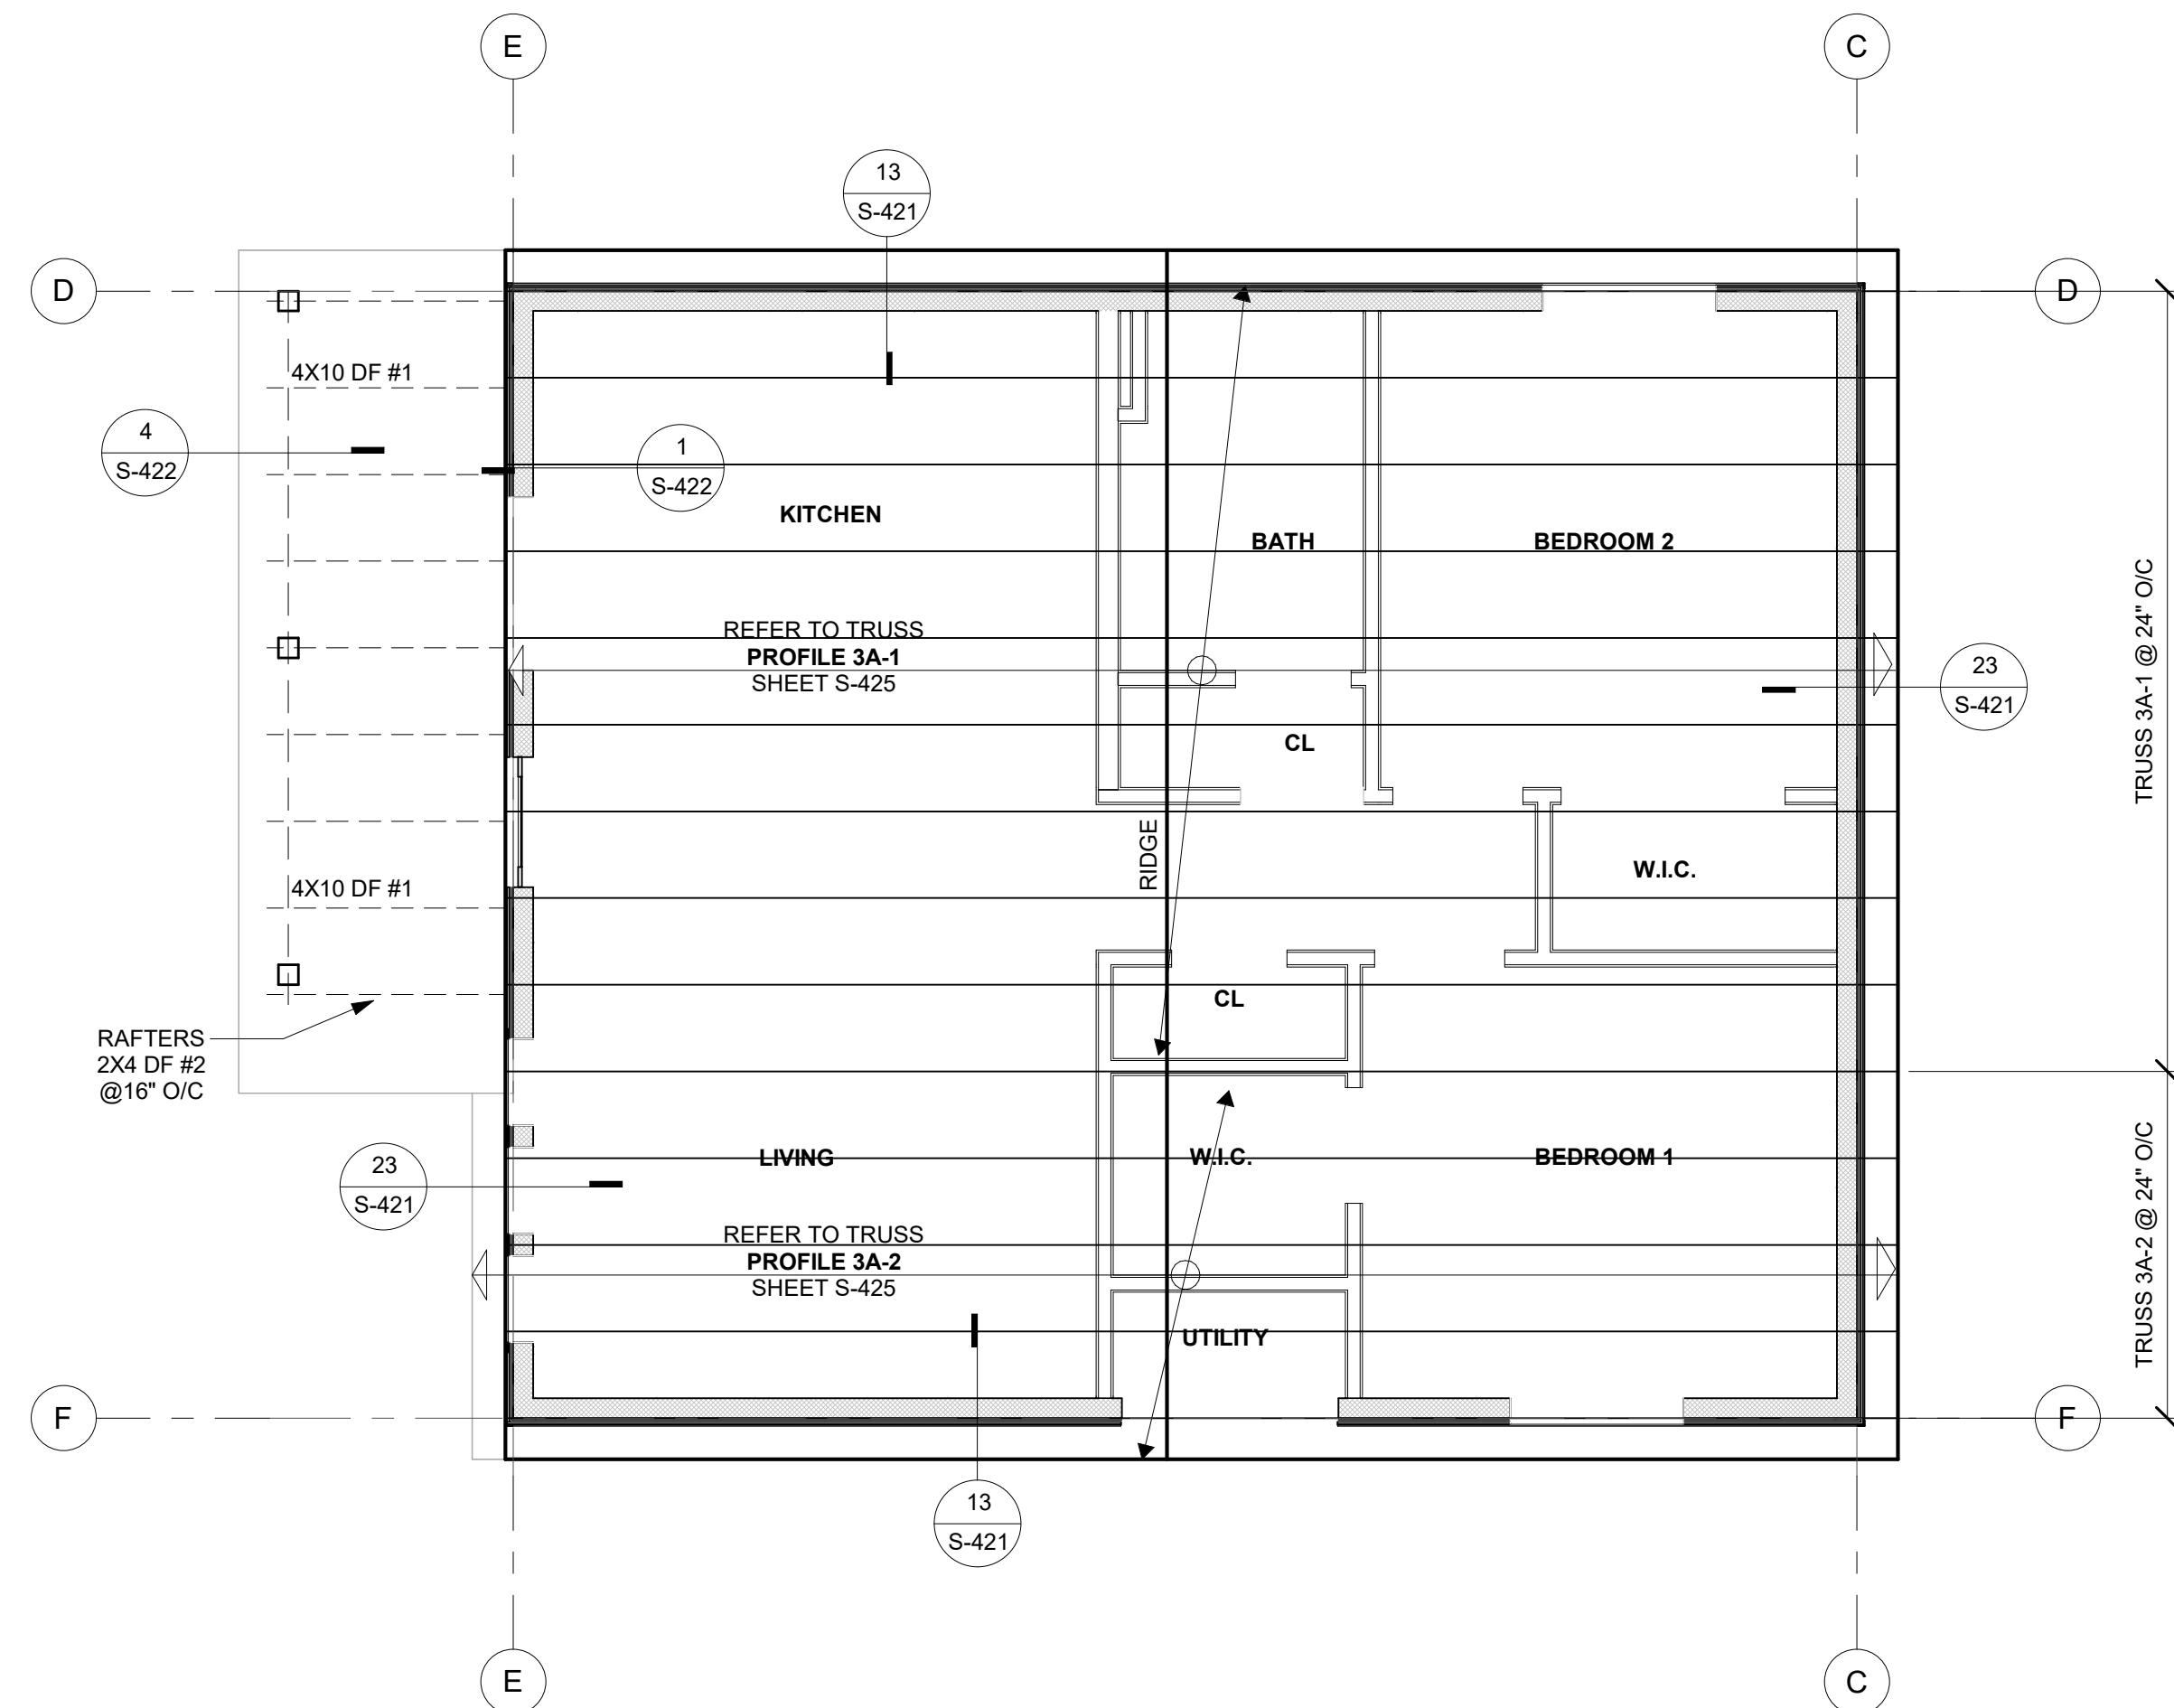 E
C
13
S-421
D
D
4X10 DF #1
4
S-422
1
S-422
KITCHEN
BATH
BEDROOM 2
REFER TO TRUSS
PROFILE 3A-1
SHEET S-425
23
S-421
TRUSS 3A-1 @ 24" O/C
CL
RIDGE
W.I.C.
4X10 DF #1
CL
RAFTERS
2X4 DF #2
@16" O/C
LIVING
W.I.C.
BEDROOM 1
23
S-421
TRUSS 3A-2 @ 24" O/C
REFER TO TRUSS
PROFILE 3A-2
SHEET S-425
UTILITY
F
F
13
S-421
E
C